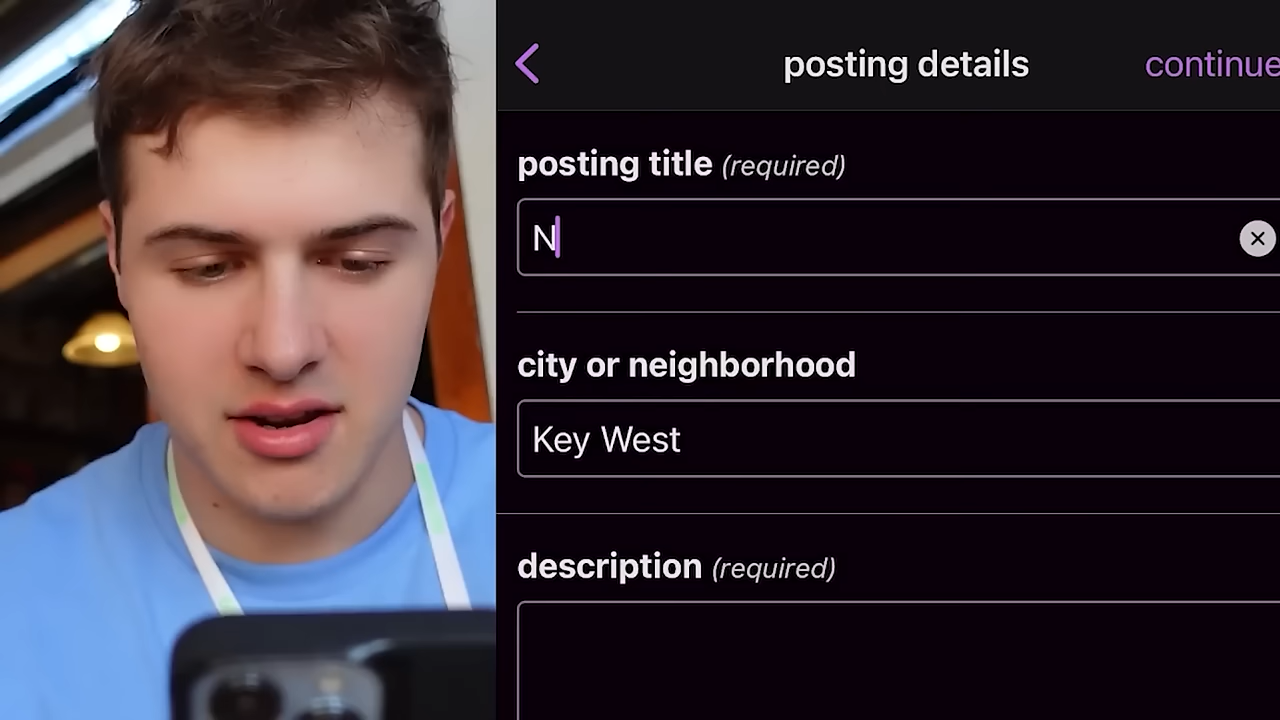 posting details
continue
posting title (required)
N
city or neighborhood
Key West
description (required)